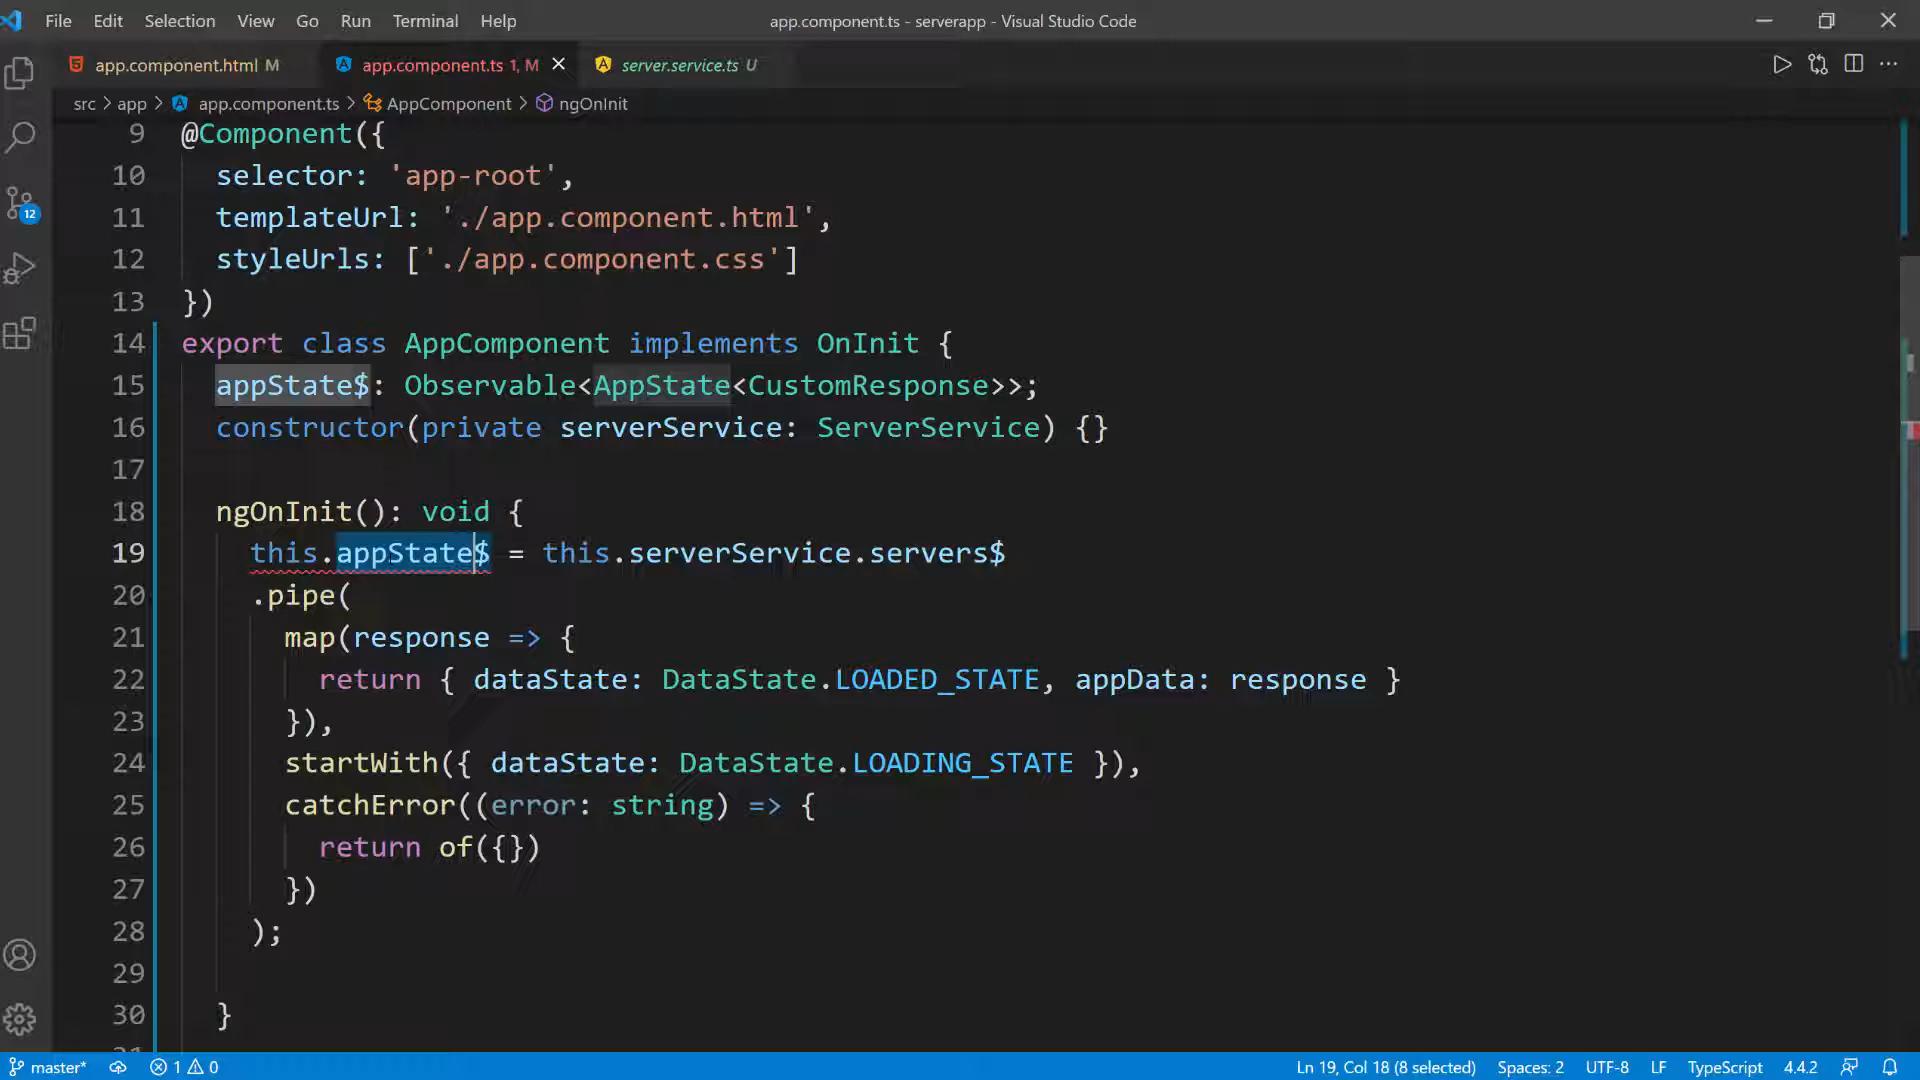 File Edit Selection View Go Run Terminal Help app.component.ts - serverapp - Visual Studio Code
app.component.html M app.component.ts 1, M server.service.ts U
src > app > app.component.ts > AppComponent > ngOnInit
9 @Component({
10 selector: 'app-root',
11 templateUrl: './app.component.html',
12 styleUrls: ['./app.component.css']
13 })
14 export class AppComponent implements OnInit {
15 appState$: Observable<AppState<CustomResponse>>;
16 constructor(private serverService: ServerService) {}
17
18 ngOnInit(): void {
19 this.appState$ = this.serverService.servers$
20 .pipe(
21 map(response => {
22 return { dataState: DataState.LOADED_STATE, appData: response }
23 }),
24 startWith({ dataState: DataState.LOADING_STATE }),
25 catchError((error: string) => {
26 return of({})
27 })
28 );
29
30 }
12
master* 1 0 Ln 19, Col 18 (8 selected) Spaces: 2 UTF-8 LF TypeScript 4.4.2